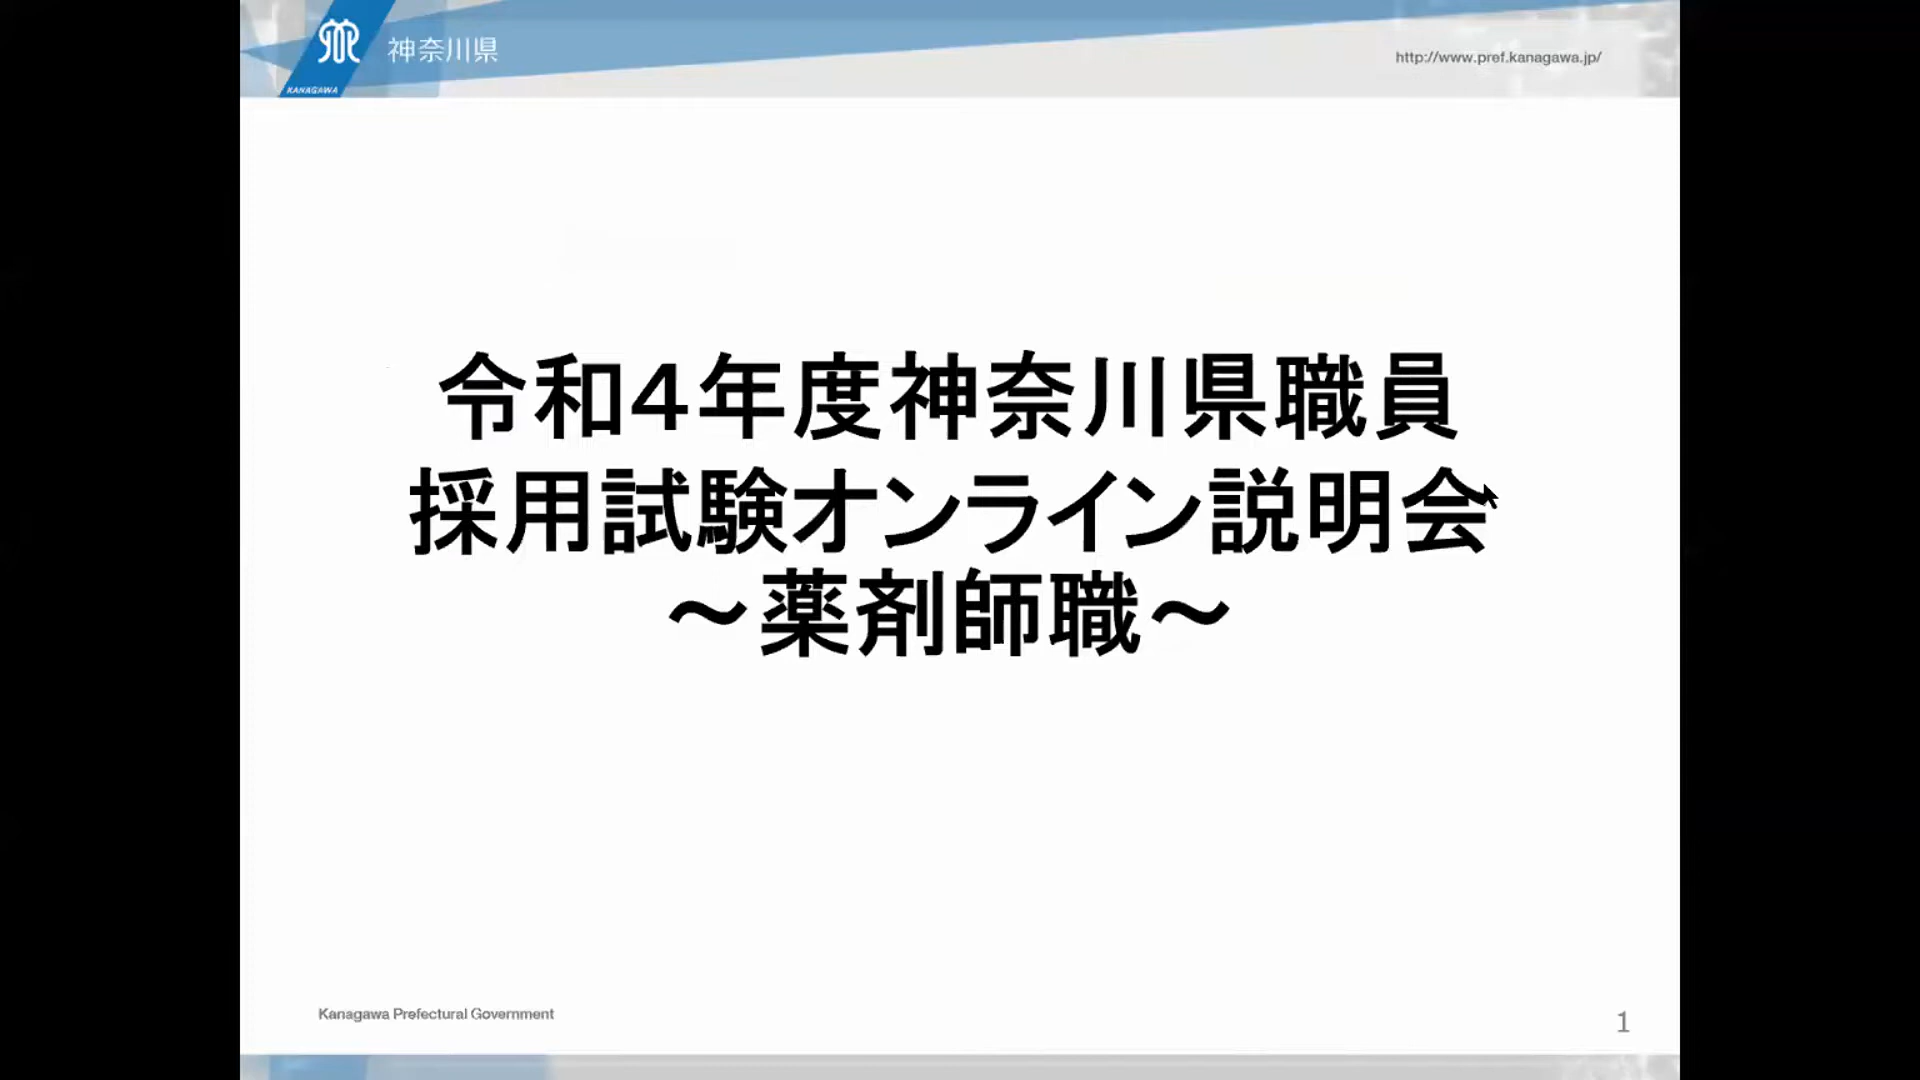 神奈川県
KANAGAWA
http://www.pref.kanagawa.jp/
令和4年度神奈川県職員
採用試験オンライン説明会
～薬剤師職～
Kanagawa Prefectural Government
1